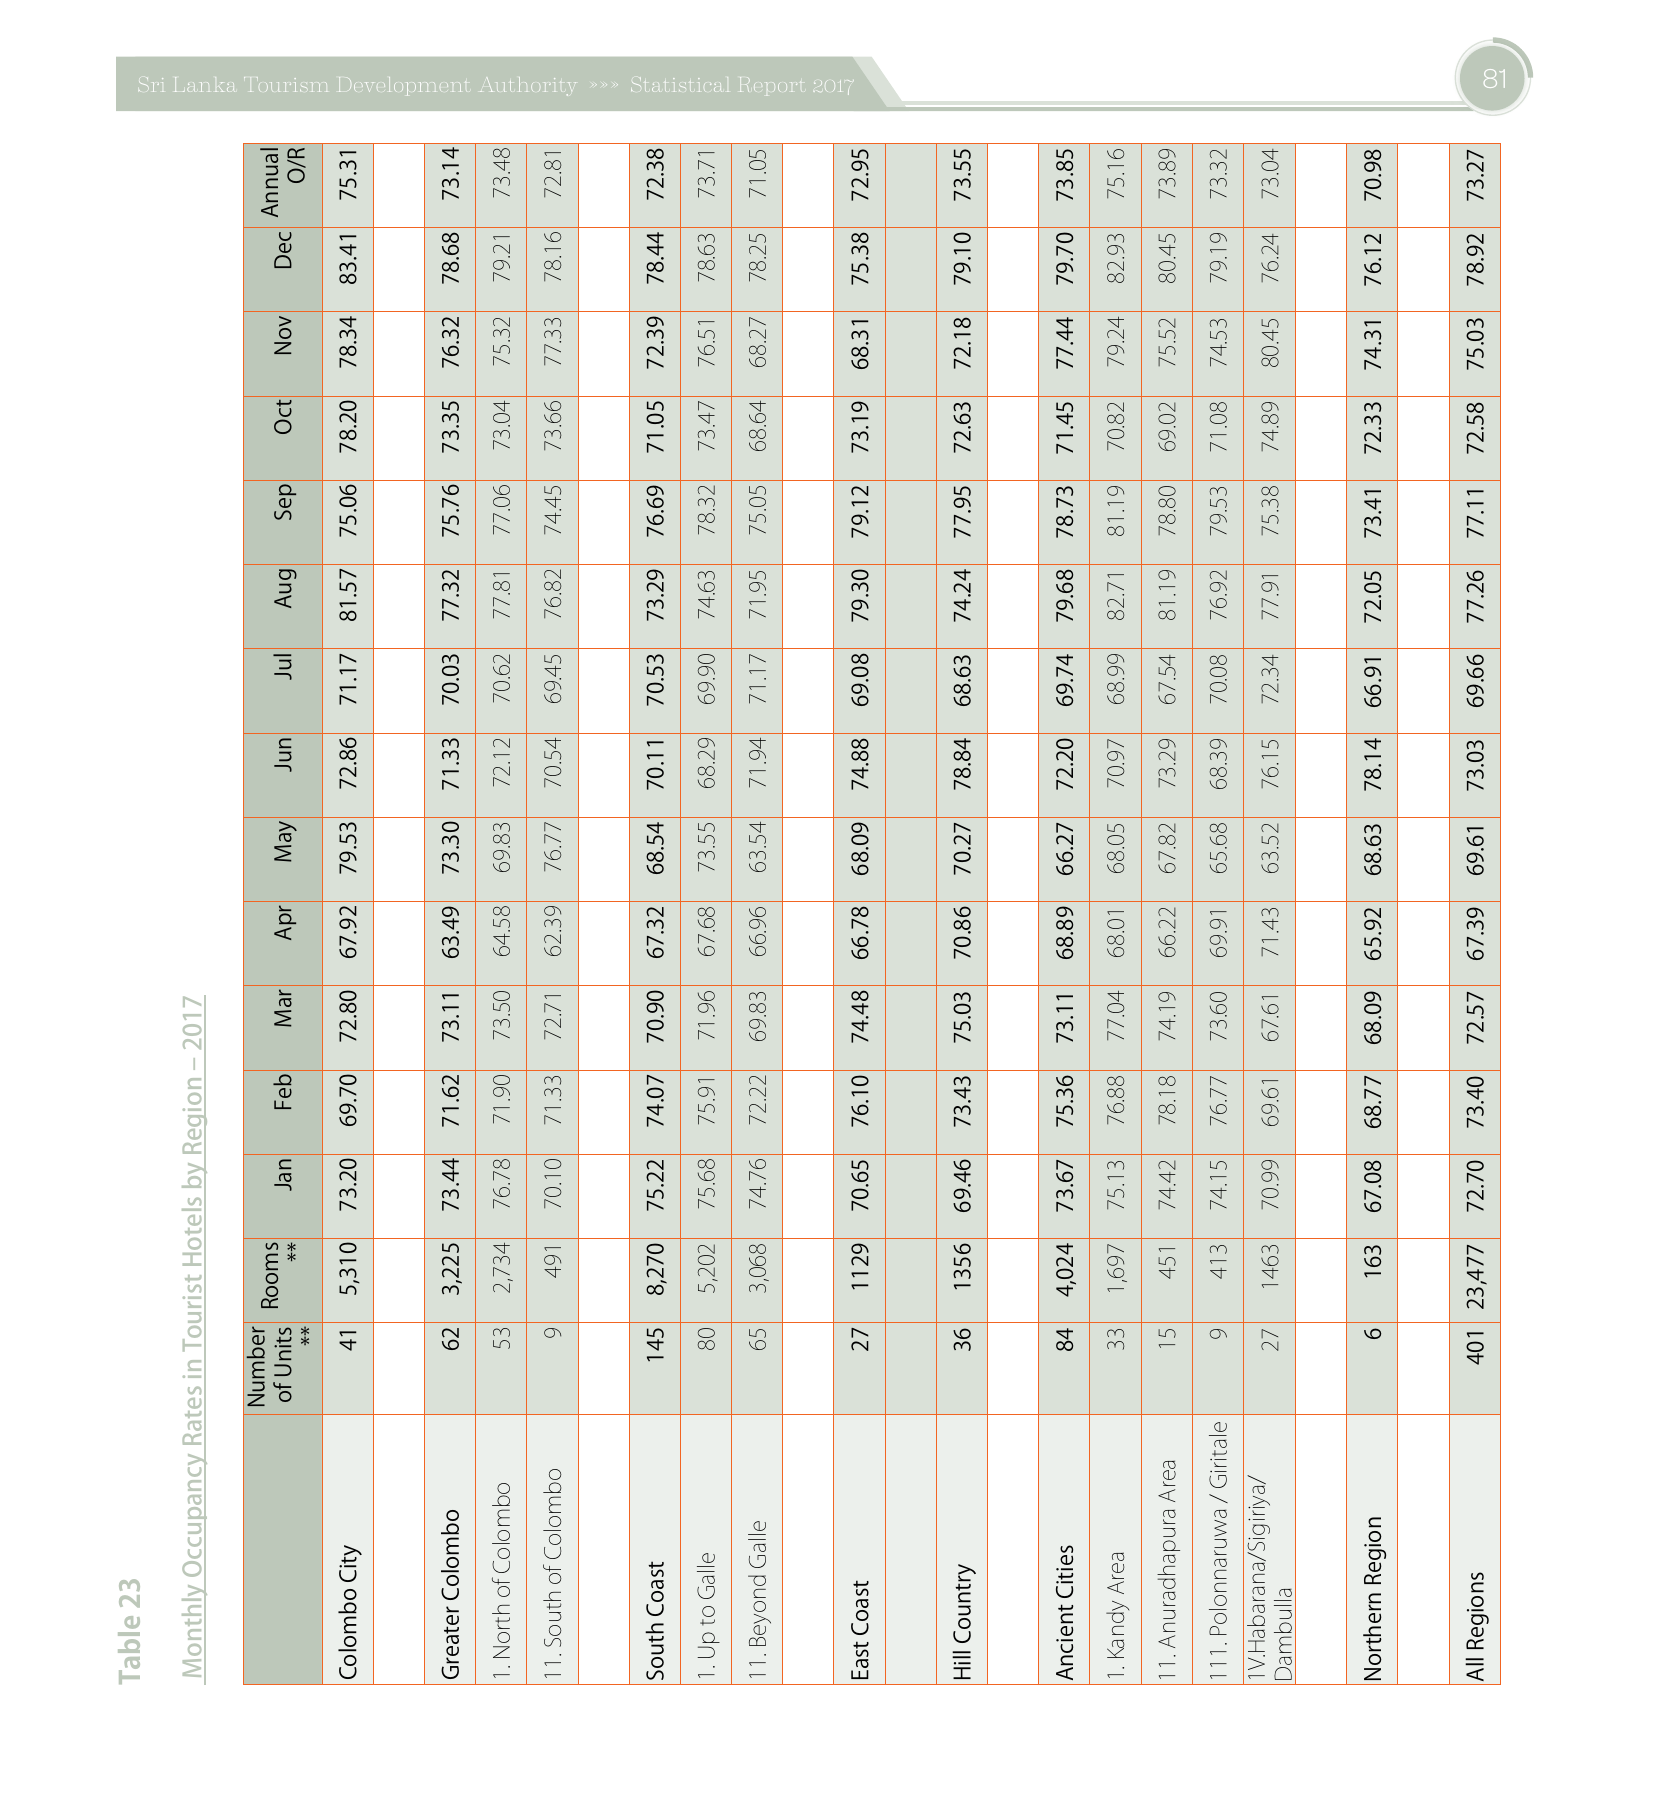 Sri Lanka Tourism Development Authority »»» Statistical Report 2017
81
Table 23
Monthly Occupancy Rates in Tourist Hotels by Region – 2017
Number of Units ** Rooms ** Jan Feb Mar Apr May Jun Jul Aug Sep Oct Nov Dec Annual O/R
Colombo City 41 5,310 73.20 69.70 72.80 67.92 79.53 72.86 71.17 81.57 75.06 78.20 78.34 83.41 75.31
Greater Colombo 62 3,225 73.44 71.62 73.11 63.49 73.30 71.33 70.03 77.32 75.76 73.35 76.32 78.68 73.14
1. North of Colombo 53 2,734 76.78 71.90 73.50 64.58 69.83 72.12 70.62 77.81 77.06 73.04 75.32 79.21 73.48
11. South of Colombo 9 491 70.10 71.33 72.71 62.39 76.77 70.54 69.45 76.82 74.45 73.66 77.33 78.16 72.81
South Coast 145 8,270 75.22 74.07 70.90 67.32 68.54 70.11 70.53 73.29 76.69 71.05 72.39 78.44 72.38
1. Up to Galle 80 5,202 75.68 75.91 71.96 67.68 73.55 68.29 69.90 74.63 78.32 73.47 76.51 78.63 73.71
11. Beyond Galle 65 3,068 74.76 72.22 69.83 66.96 63.54 71.94 71.17 71.95 75.05 68.64 68.27 78.25 71.05
East Coast 27 1129 70.65 76.10 74.48 66.78 68.09 74.88 69.08 79.30 79.12 73.19 68.31 75.38 72.95
Hill Country 36 1356 69.46 73.43 75.03 70.86 70.27 78.84 68.63 74.24 77.95 72.63 72.18 79.10 73.55
Ancient Cities 84 4,024 73.67 75.36 73.11 68.89 66.27 72.20 69.74 79.68 78.73 71.45 77.44 79.70 73.85
1. Kandy Area 33 1,697 75.13 76.88 77.04 68.01 68.05 70.97 68.99 82.71 81.19 70.82 79.24 82.93 75.16
11. Anuradhapura Area 15 451 74.42 78.18 74.19 66.22 67.82 73.29 67.54 81.19 78.80 69.02 75.52 80.45 73.89
111. Polonnaruwa / Giritale 9 413 74.15 76.77 73.60 69.91 65.68 68.39 70.08 76.92 79.53 71.08 74.53 79.19 73.32
1V.Habarana/Sigiriya/
Dambulla 27 1463 70.99 69.61 67.61 71.43 63.52 76.15 72.34 77.91 75.38 74.89 80.45 76.24 73.04
Northern Region 6 163 67.08 68.77 68.09 65.92 68.63 78.14 66.91 72.05 73.41 72.33 74.31 76.12 70.98
All Regions 401 23,477 72.70 73.40 72.57 67.39 69.61 73.03 69.66 77.26 77.11 72.58 75.03 78.92 73.27